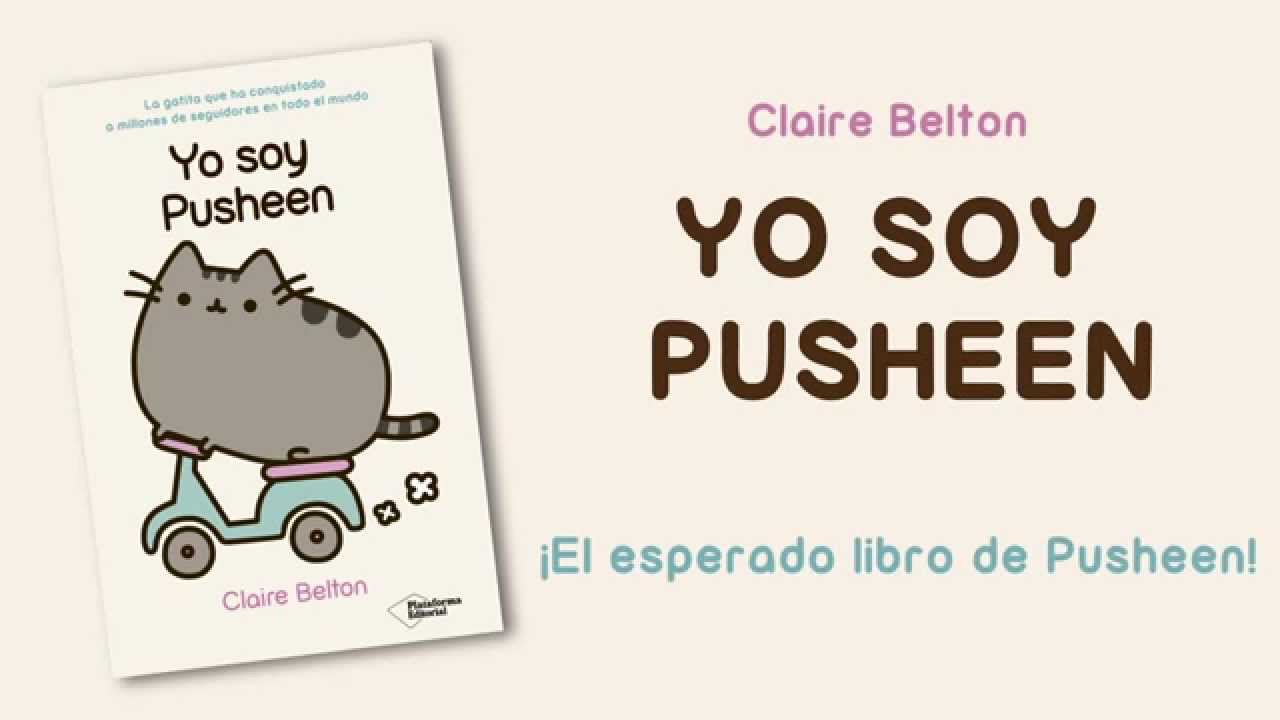 La gatita que ha conquistado
a millones de seguidores en todo el mundo
Yo soy
Pusheen
Claire Belton
Plataforma
Editorial
Claire Belton
YO SOY
PUSHEEN
¡El esperado libro de Pusheen!